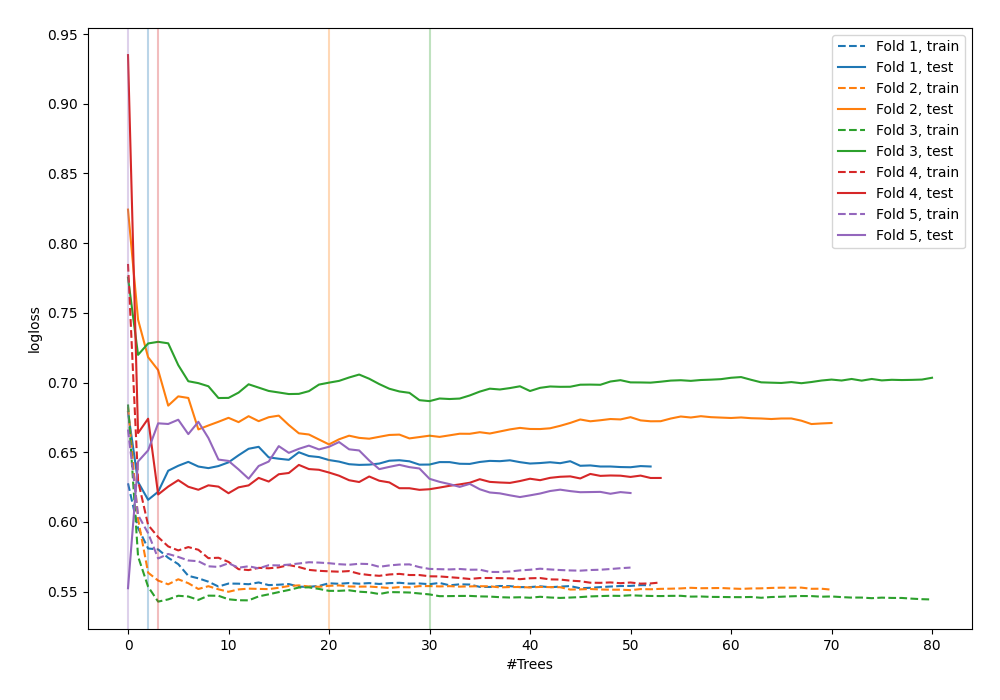 0.95
0.90
0.85
0.80
0.75
0.70
0.65
0.60
0.55
logloss
0
10
20
30
40
50
60
70
80
#Trees
Fold 1, train
Fold 1, test
Fold 2, train
Fold 2, test
Fold 3, train
Fold 3, test
Fold 4, train
Fold 4, test
Fold 5, train
Fold 5, test